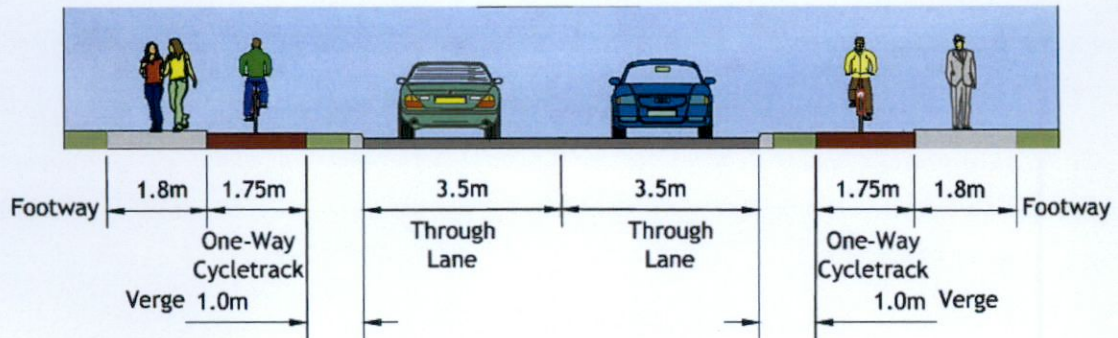 1.8m 1.75m 3.5m 3.5m 1.75m 1.8m
Footway Footway
One-Way Through Through One-Way
Cycletrack Lane Lane Cycletrack
Verge 1.0m 1.0m Verge